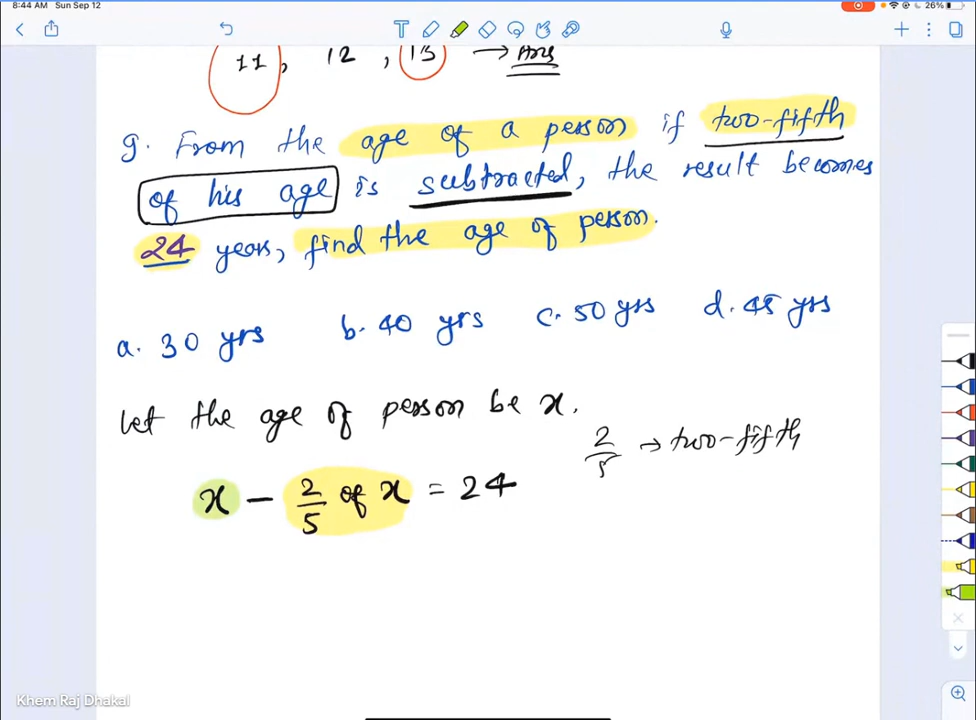 8:44 AM Sun Sep 12
26%
11, 12, 13 → Ans
g. From the age of a person if two-fifth
of his age is subtracted, the result becomes
24 years, find the age of person.
a. 30 yrs b. 40 yrs c. 50 yrs d. 45 yrs
Let the age of person be x.
2/5 → two-fifth
x - 2/5 of x = 24
Khem Raj Dhakal